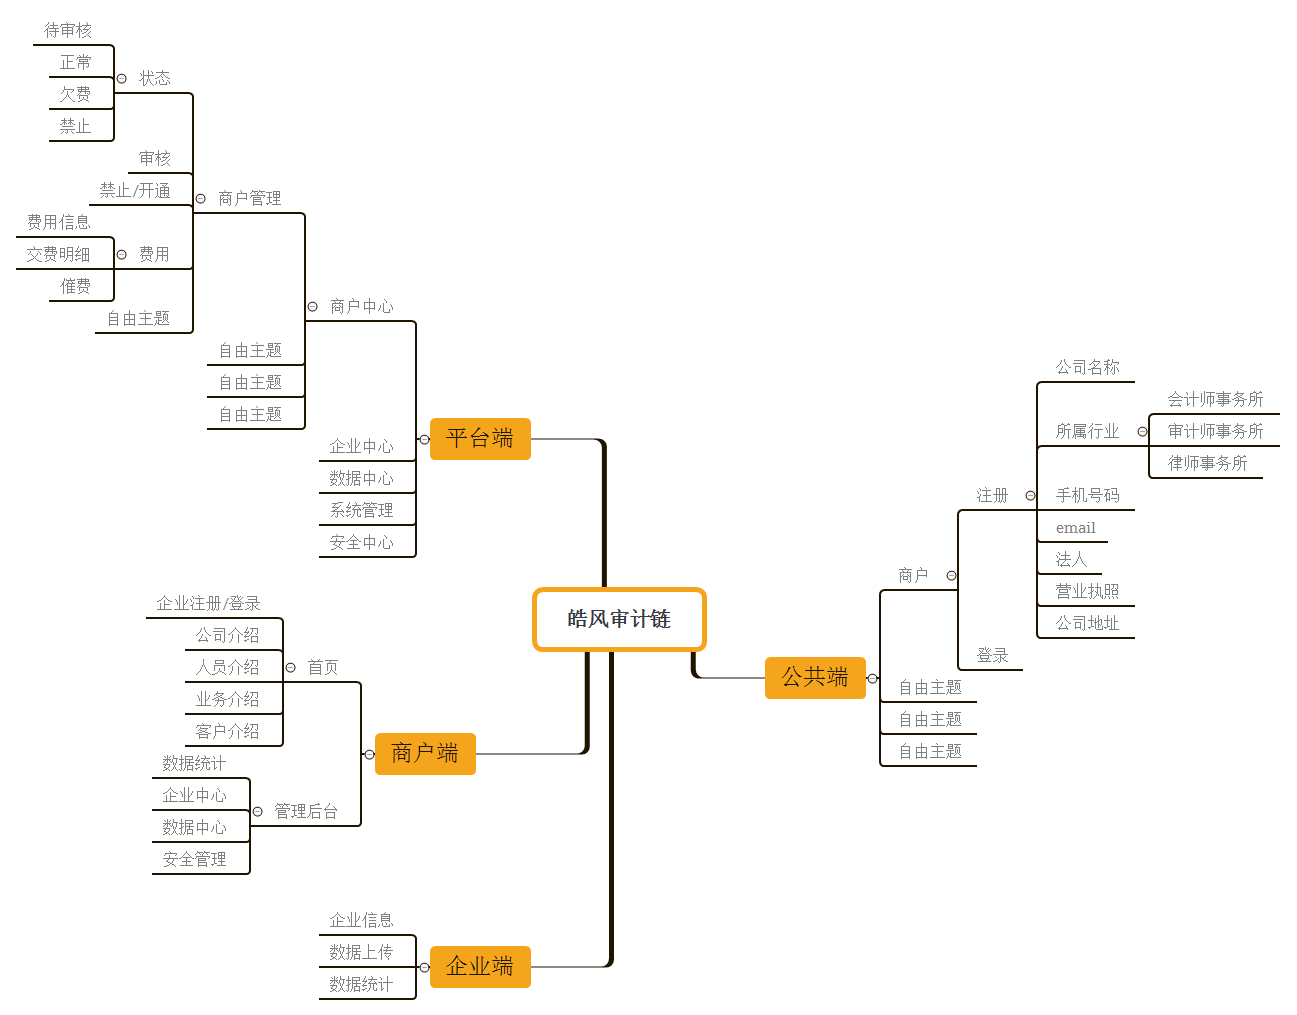 待审核
正常
欠费
禁止
状态
审核
禁止/开通
费用信息
交费明细
催费
费用
自由主题
商户管理
自由主题
自由主题
自由主题
商户中心
企业中心
数据中心
系统管理
安全中心
平台端
企业注册/登录
公司介绍
人员介绍
业务介绍
客户介绍
首页
数据统计
企业中心
数据中心
安全管理
管理后台
商户端
企业信息
数据上传
数据统计
企业端
皓风审计链
公共端
商户
注册
公司名称
所属行业
会计师事务所
审计师事务所
律师事务所
手机号码
email
法人
营业执照
公司地址
登录
自由主题
自由主题
自由主题